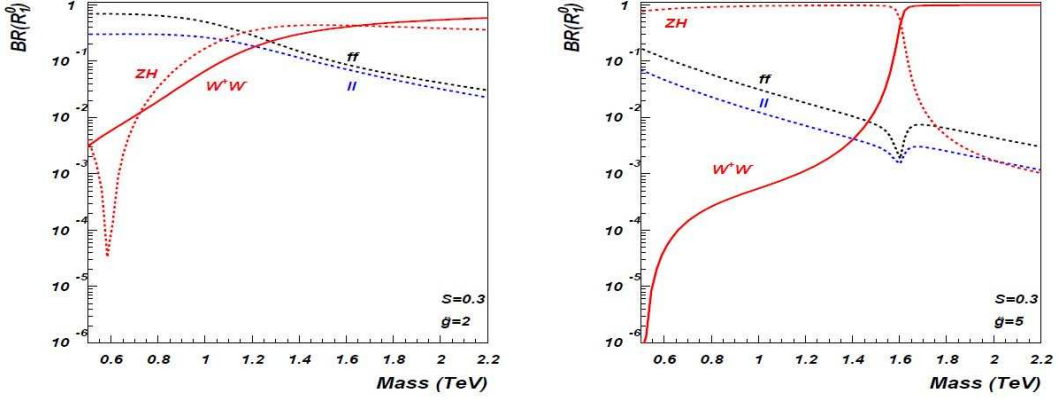 BR(R⁰₁)
1
10⁻¹
10⁻²
10⁻³
10⁻⁴
10⁻⁵
10⁻⁶
ZH
ff
W⁺W⁻
ll
S=0.3
g̃=2
0.6 0.8 1 1.2 1.4 1.6 1.8 2 2.2
Mass (TeV)
BR(R⁰₁)
1
10⁻¹
10⁻²
10⁻³
10⁻⁴
10⁻⁵
10⁻⁶
ZH
ff
ll
W⁺W⁻
S=0.3
g̃=5
0.6 0.8 1 1.2 1.4 1.6 1.8 2 2.2
Mass (TeV)